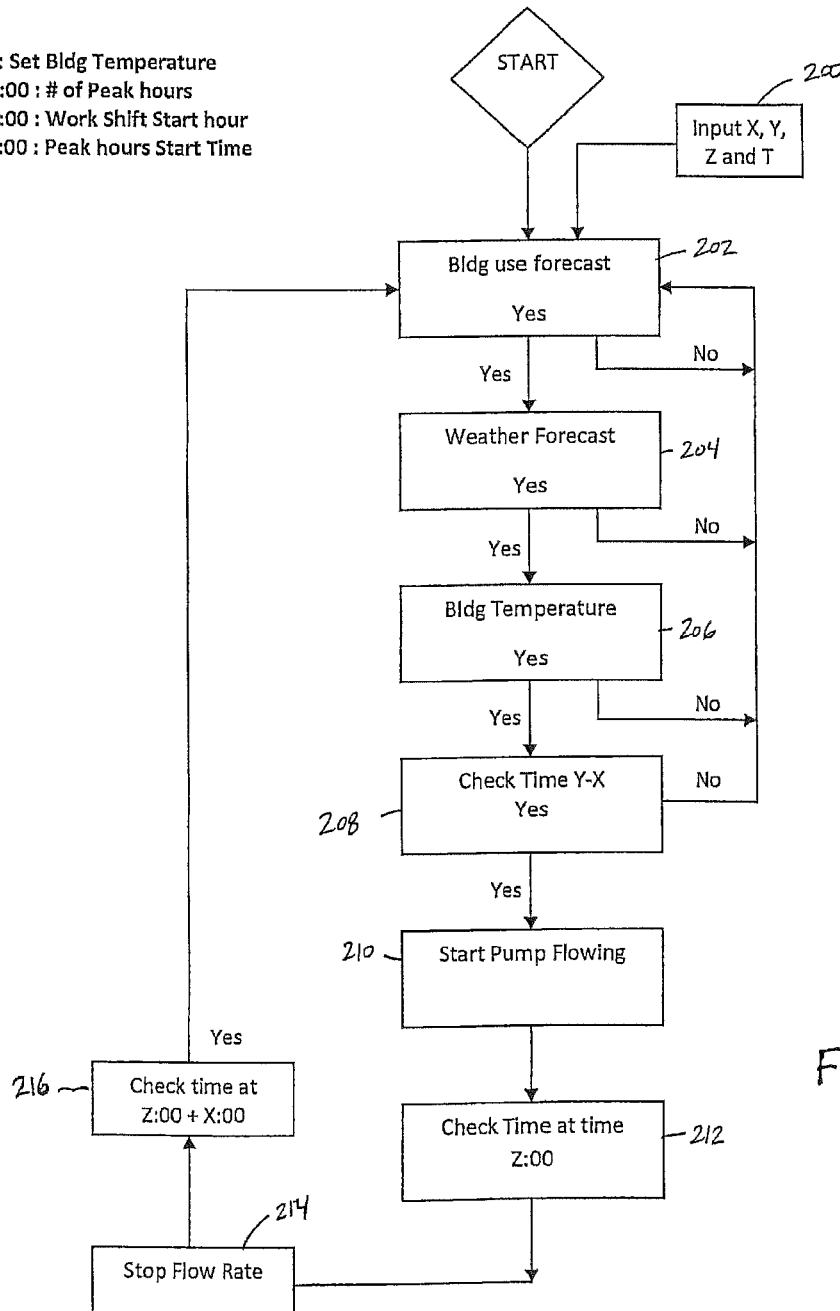 : Set Bldg Temperature
:00 : # of Peak hours
:00 : Work Shift Start hour
:00 : Peak hours Start Time
START
200
Input X, Y,
Z and T
Bldg use forecast
202
Yes
No
Yes
Weather Forecast
204
Yes
No
Yes
Bldg Temperature
206
Yes
No
Yes
Check Time Y-X
No
Yes
208
Yes
210
Start Pump Flowing
Yes
F
216
Check time at
Z:00 + X:00
Check Time at time
212
Z:00
214
Stop Flow Rate